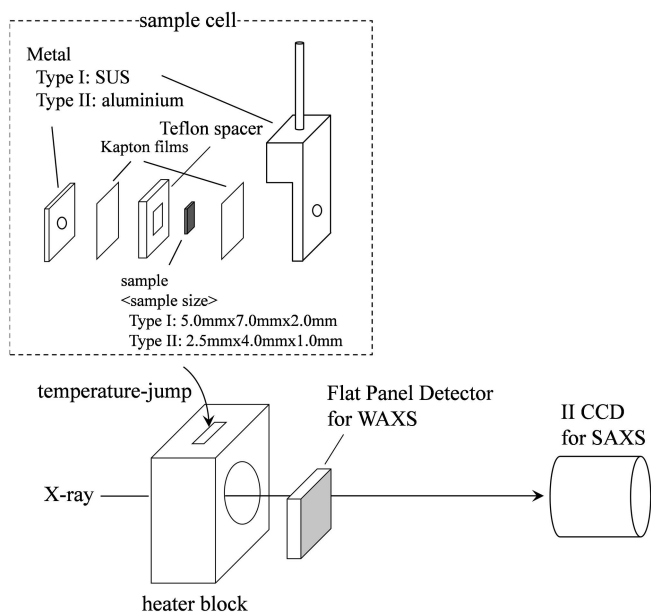 sample cell
Metal
Type I: SUS
Type II: aluminium
Teflon spacer
Kapton films
sample
<sample size>
Type I: 5.0mmx7.0mmx2.0mm
Type II: 2.5mmx4.0mmx1.0mm
temperature-jump
Flat Panel Detector
for WAXS
II CCD
for SAXS
X-ray
heater block